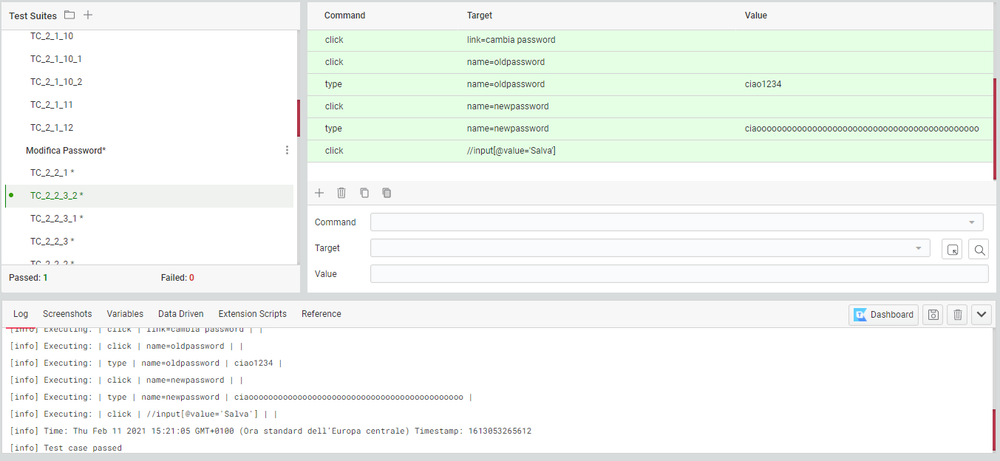 Test Suites
TC_2_1_10
TC_2_1_10_1
TC_2_1_10_2
TC_2_1_11
TC_2_1_12
Modifica Password*
TC_2_2_1 *
TC_2_2_3_2 *
TC_2_2_3_1 *
TC_2_2_3 *
TC_2_2_2 *
Passed: 1 Failed: 0
Command Target Value
click link=cambia password
click name=oldpassword
type name=oldpassword ciao1234
click name=newpassword
type name=newpassword ciaooooooooooooooooooooooooooooooooooooooooooooo
click //input[@value='Salva']
Command
Target
Value
Log Screenshots Variables Data Driven Extension Scripts Reference Dashboard
[info] Executing: | click | link=cambia password | |
[info] Executing: | click | name=oldpassword | |
[info] Executing: | type | name=oldpassword | ciao1234 |
[info] Executing: | click | name=newpassword | |
[info] Executing: | type | name=newpassword | ciaooooooooooooooooooooooooooooooooooooooooooooo |
[info] Executing: | click | //input[@value='Salva'] | |
[info] Time: Thu Feb 11 2021 15:21:05 GMT+0100 (Ora standard dell'Europa centrale) Timestamp: 1613053265612
[info] Test case passed